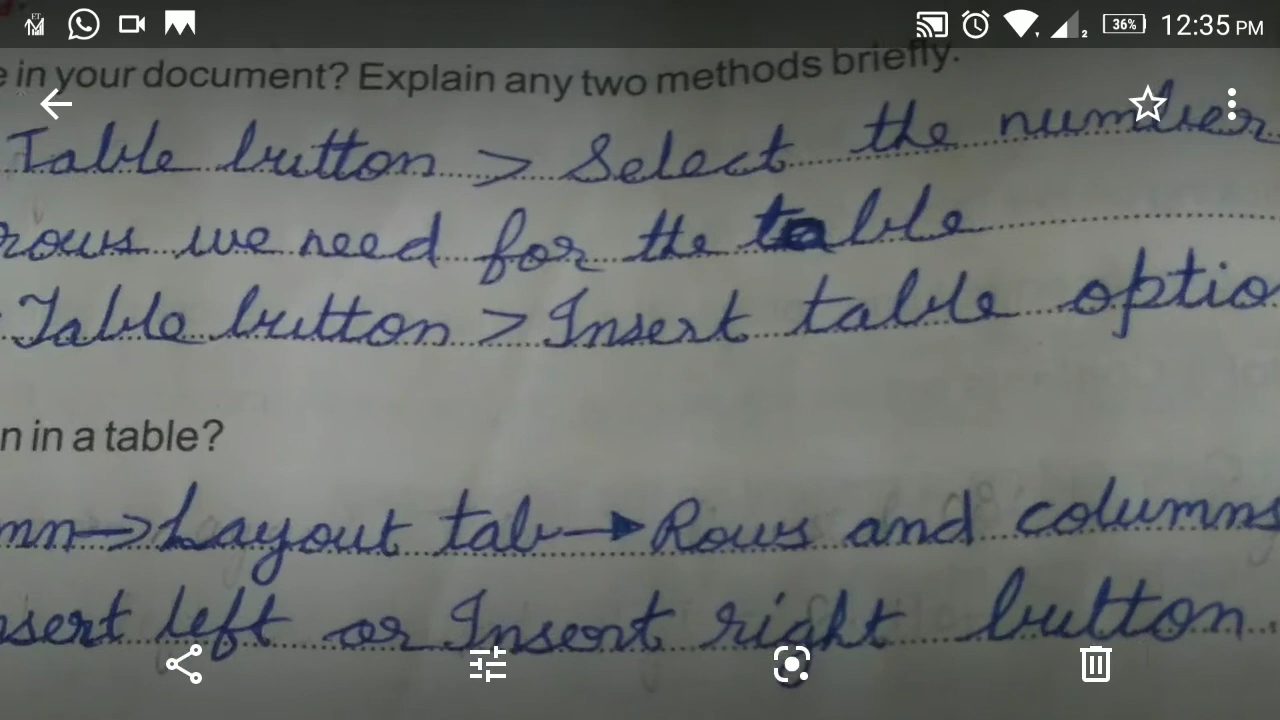 36% 12:35 PM
e in your document? Explain any two methods briefly.
Table button > Select the number
rows we need for the table
Table button > Insert table optio
n in a table?
mn→Layout tab→Rows and columns
nsert left or Insert right button.